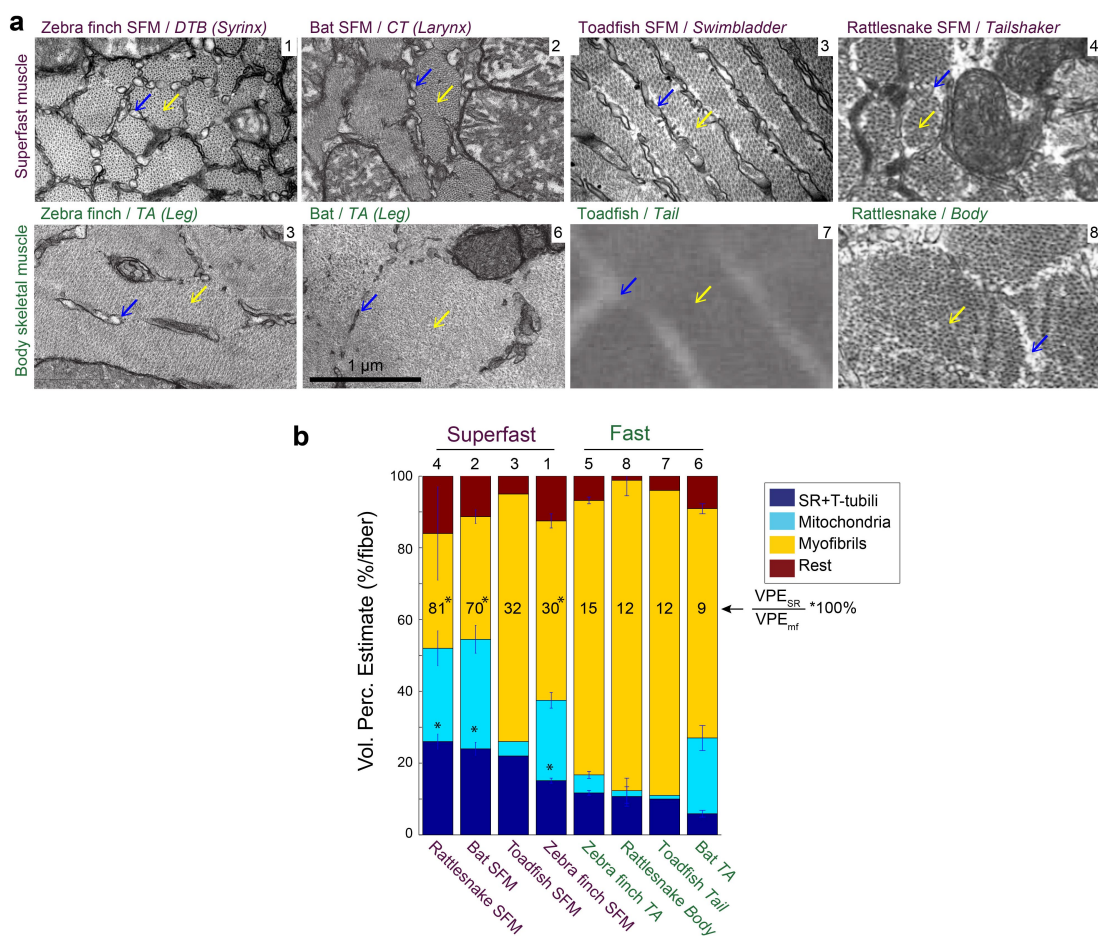 a
Zebra finch SFM / DTB (Syrinx)
Bat SFM / CT (Larynx)
Toadfish SFM / Swimbladder
Rattlesnake SFM / Tailshaker
Superfast muscle
1
2
3
4
Zebra finch / TA (Leg)
Bat / TA (Leg)
Toadfish / Tail
Rattlesnake / Body
Body skeletal muscle
3
6
7
8
1 µm
b
Superfast
Fast
4 2 3 1 5 8 7 6
Vol. Perc. Estimate (%/fiber)
100
80
60
40
20
0
81* 70* 32 30* 15 12 12 9
* * *
SR+T-tubili
Mitochondria
Myofibrils
Rest
VPE_SR
VPE_mf
*100%
Rattlesnake SFM
Bat SFM
Toadfish SFM
Zebra finch SFM
Zebra finch TA
Rattlesnake Body
Toadfish Tail
Bat TA